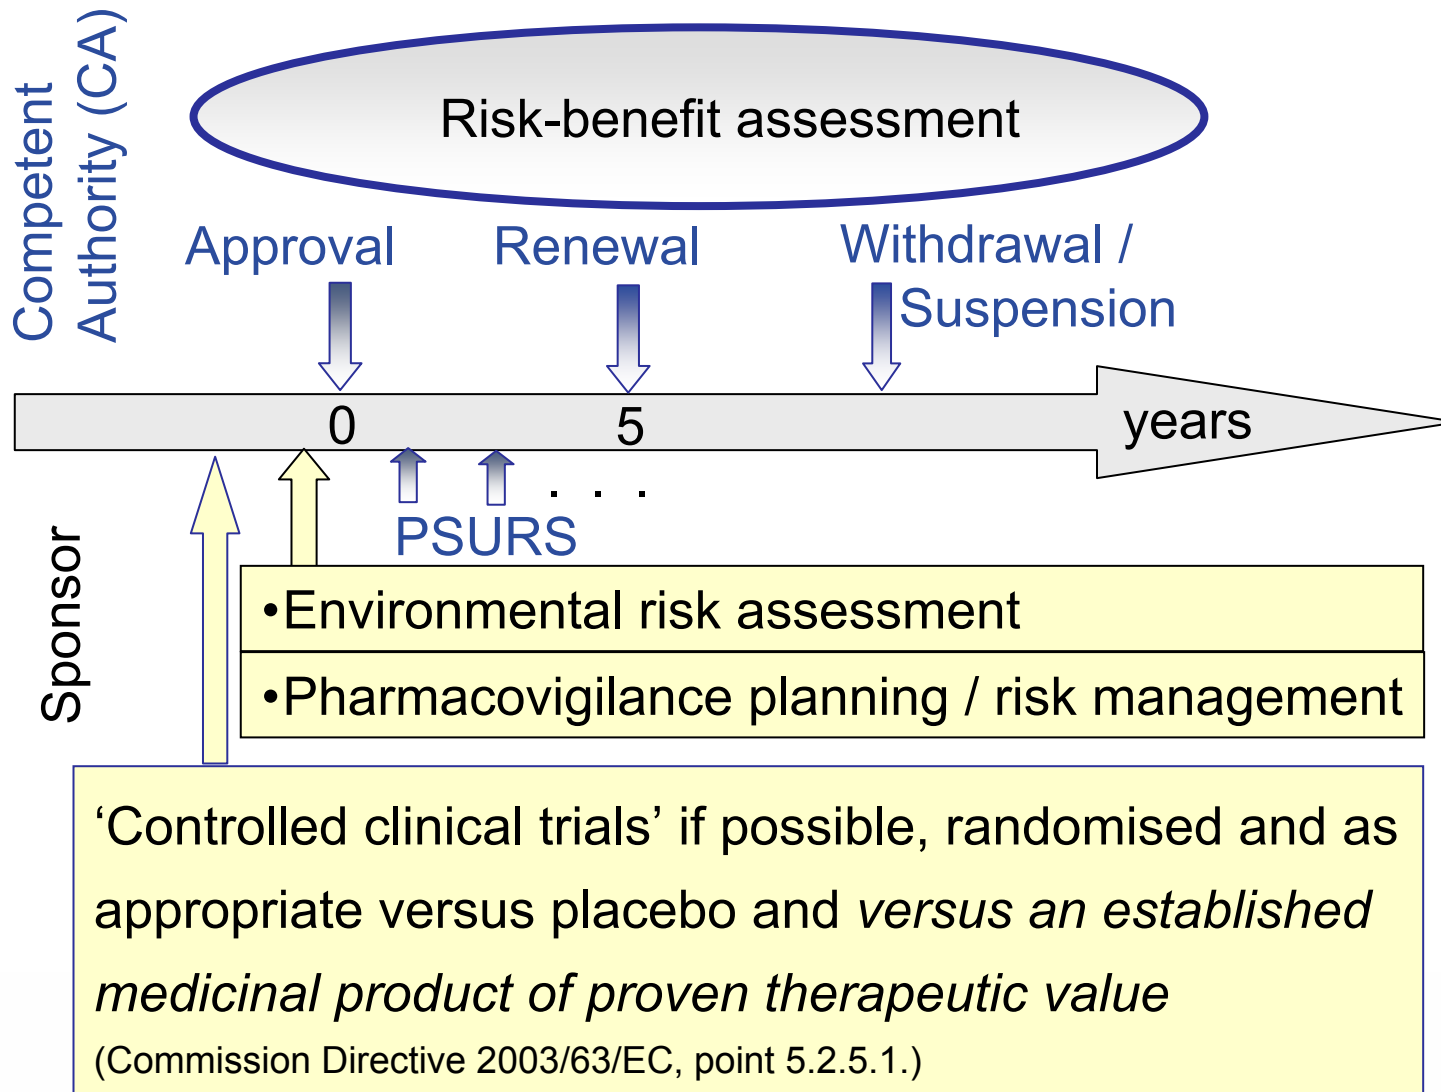 Competent
Authority (CA)
Risk-benefit assessment
Approval
Renewal
Withdrawal /
Suspension
0
5
years
. . .
PSURS
Sponsor
•Environmental risk assessment
•Pharmacovigilance planning / risk management
‘Controlled clinical trials’ if possible, randomised and as
appropriate versus placebo and versus an established
medicinal product of proven therapeutic value
(Commission Directive 2003/63/EC, point 5.2.5.1.)